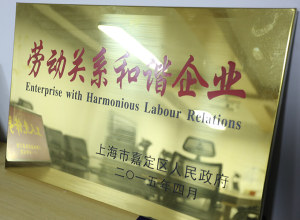 劳动关系和谐企业
Enterprise with Harmonious Labour Relations
上海市嘉定区人民政府
二〇一五年四月